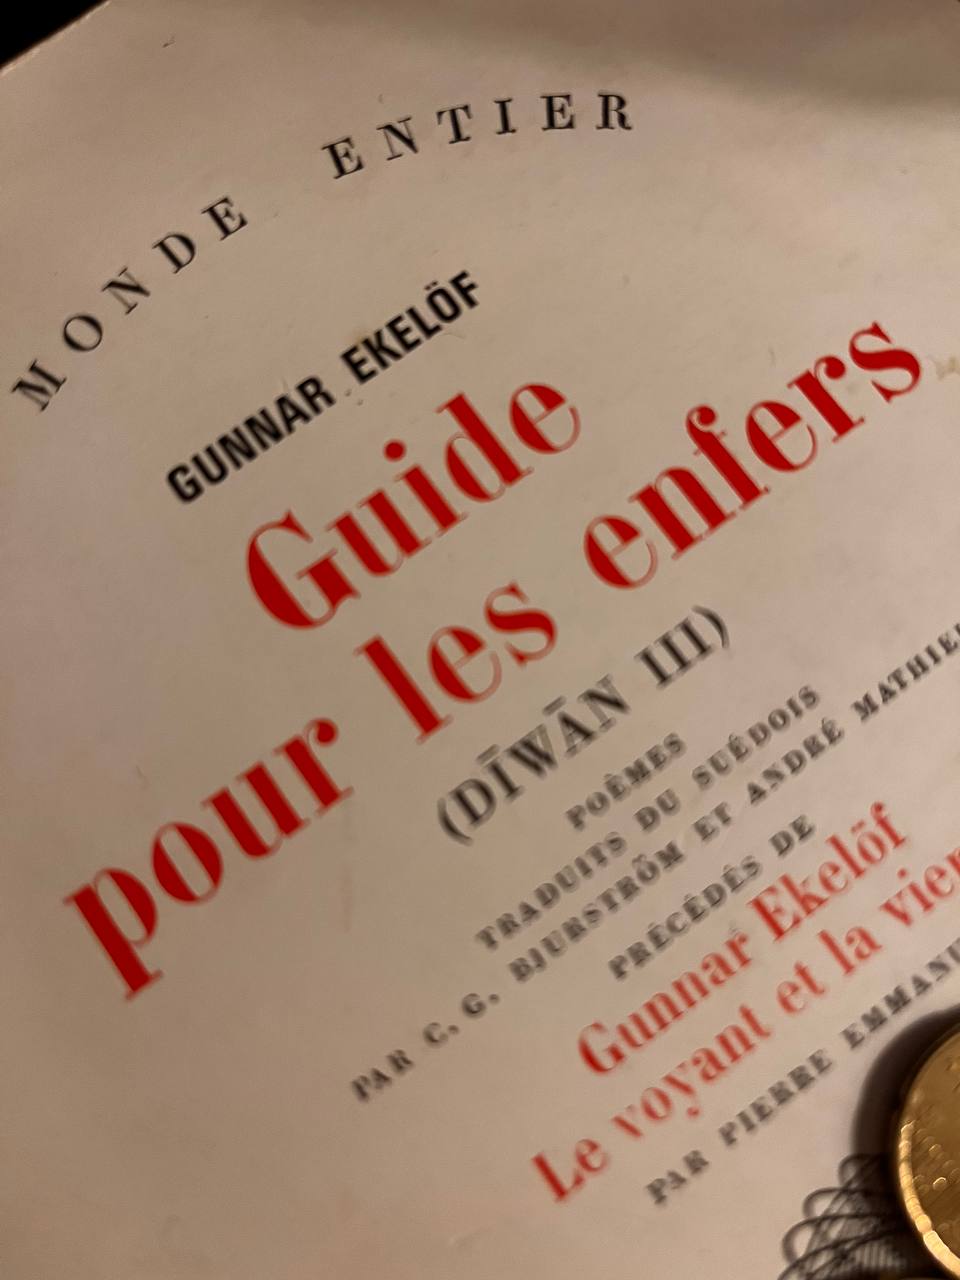 MONDE ENTIER
GUNNAR EKELÖF
Guide
pour les enfers
(DĪWĀN III)
POÈMES
TRADUITS DU SUÉDOIS
PAR C. G. BJURSTRÖM ET ANDRÉ
PRÉCÉDÉS DE
Gunnar Ekelöf
Le voyant et la
PAR PIERRE